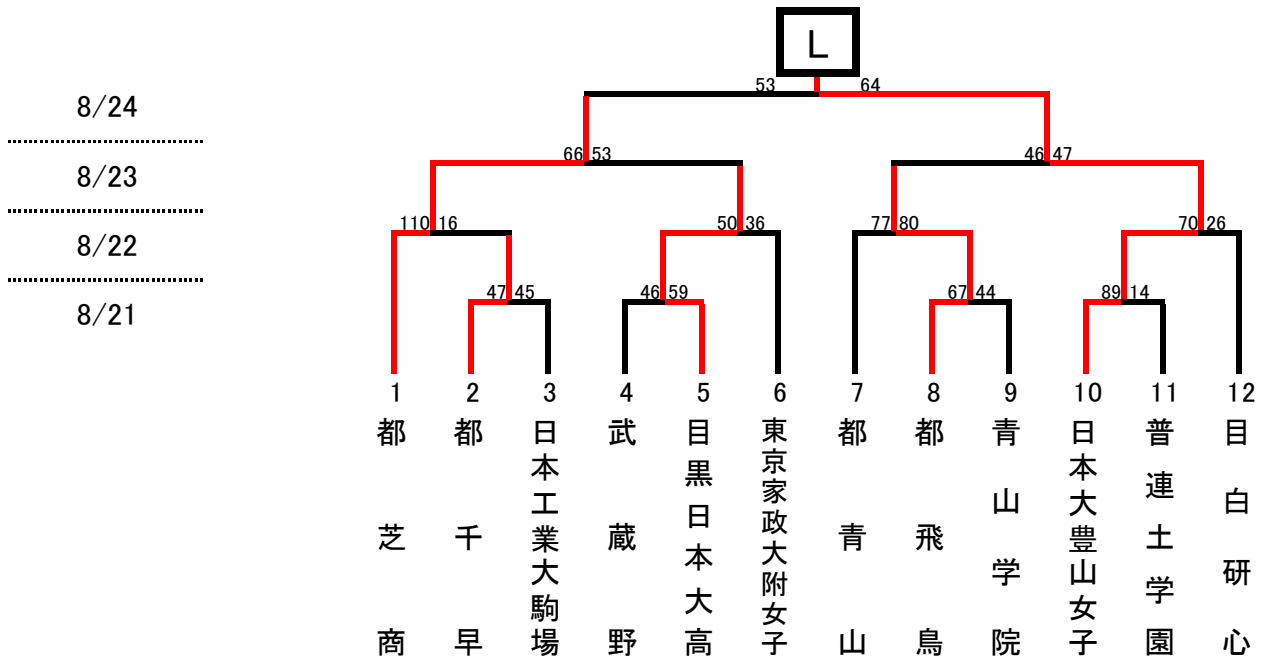 L
53 64
8/24
66 53 46 47
8/23
110 16 50 36 77 80 70 26
8/22
47 45 46 59 67 44 89 14
8/21
1 2 3 4 5 6 7 8 9 10 11 12
都芝商
都千早
日本工業大駒場
武蔵野
目黒日本大高
東京家政大附女子
都青山
都飛鳥
青山学院
日本大豊山女子
普連土学園
目白研心